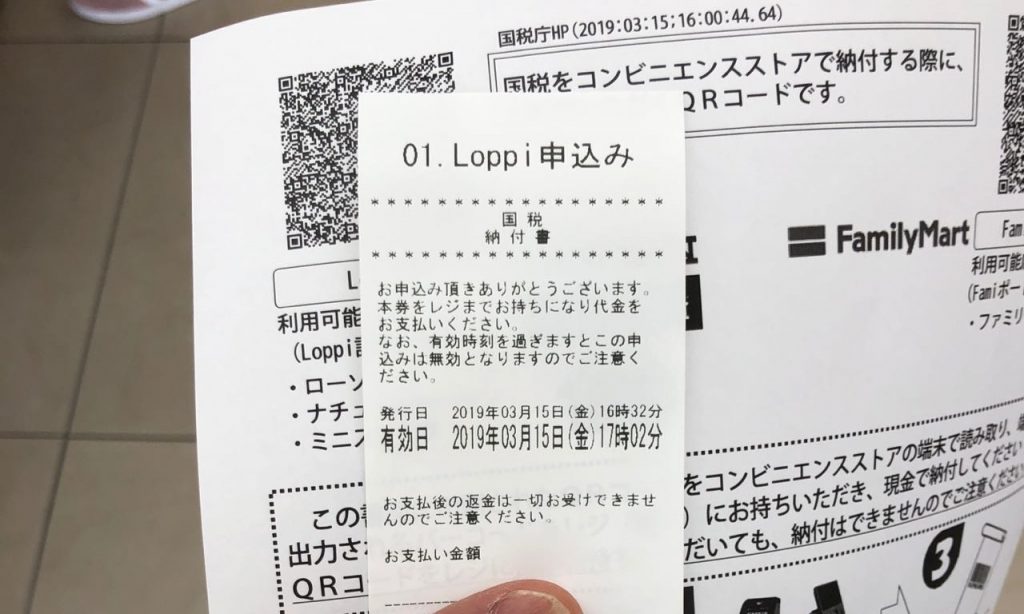 国税庁HP(2019:03:15;16:00:44.64)
国税をコンビニエンスストアで納付する際に、
QRコードです。
01.Loppi申込み
* * * * * * * * * * * * * * * * * *
国税
納付書
* * * * * * * * * * * * * * * * * *
お申込み頂きありがとうございます。
本券をレジまでお持ちになり代金を
お支払いください。
なお、有効時刻を過ぎますとこの申
込みは無効となりますのでご注意く
ださい。
発行日 2019年03月15日(金)16時32分
有効日 2019年03月15日(金)17時02分
お支払後の返金は一切お受けできませ
んのでご注意ください。
お支払い金額
L
利用可能
(Loppi
・ローソ
・ナチュ
・ミニス
FamilyMart
Fam
利用可能
(Famiポー
・ファミリ
この
出力され
QRコ
をコンビニエンスストアの端末で読み取り、
)にお持ちいただき、現金で納付してください
だいても、納付はできませんのでご注意ください
3